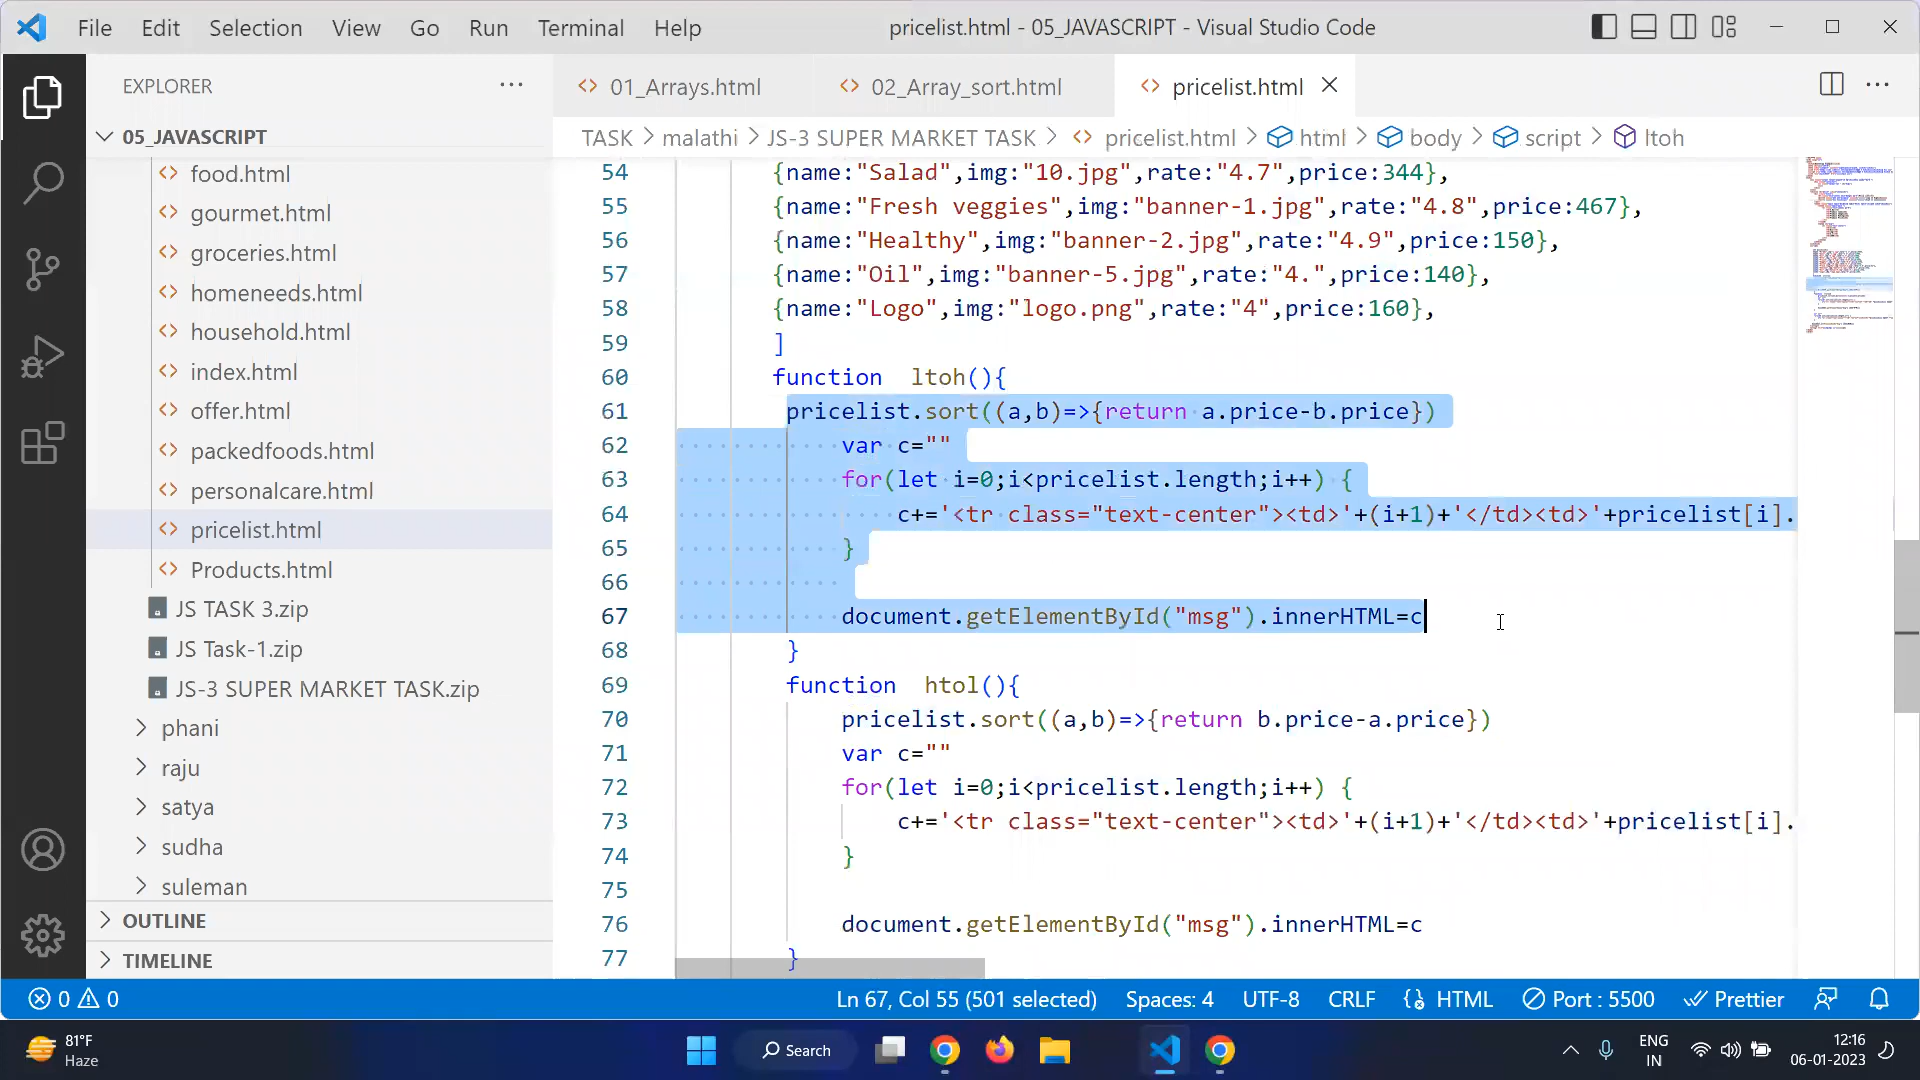 File Edit Selection View Go Run Terminal Help pricelist.html - 05_JAVASCRIPT - Visual Studio Code
EXPLORER ···
05_JAVASCRIPT
food.html
gourmet.html
groceries.html
homeneeds.html
household.html
index.html
offer.html
packedfoods.html
personalcare.html
pricelist.html
Products.html
JS TASK 3.zip
JS Task-1.zip
JS-3 SUPER MARKET TASK.zip
phani
raju
satya
sudha
suleman
OUTLINE
TIMELINE
01_Arrays.html 02_Array_sort.html pricelist.html
TASK > malathi > JS-3 SUPER MARKET TASK > pricelist.html > html > body > script > ltoh
54 {name:"Salad",img:"10.jpg",rate:"4.7",price:344},
55 {name:"Fresh veggies",img:"banner-1.jpg",rate:"4.8",price:467},
56 {name:"Healthy",img:"banner-2.jpg",rate:"4.9",price:150},
57 {name:"Oil",img:"banner-5.jpg",rate:"4.",price:140},
58 {name:"Logo",img:"logo.png",rate:"4",price:160},
59 ]
60 function  ltoh(){
61 pricelist.sort((a,b)=>{return a.price-b.price})
62 var c=""
63 for(let i=0;i<pricelist.length;i++) {
64 c+='<tr class="text-center"><td>'+(i+1)+'</td><td>'+pricelist[i].
65 }
66
67 document.getElementById("msg").innerHTML=c
68 }
69 function  htol(){
70 pricelist.sort((a,b)=>{return b.price-a.price})
71 var c=""
72 for(let i=0;i<pricelist.length;i++) {
73 c+='<tr class="text-center"><td>'+(i+1)+'</td><td>'+pricelist[i].
74 }
75
76 document.getElementById("msg").innerHTML=c
77 }
0 0 Ln 67, Col 55 (501 selected) Spaces: 4 UTF-8 CRLF HTML Port : 5500 Prettier
81°F
Haze
Search
ENG
IN
12:16
06-01-2023